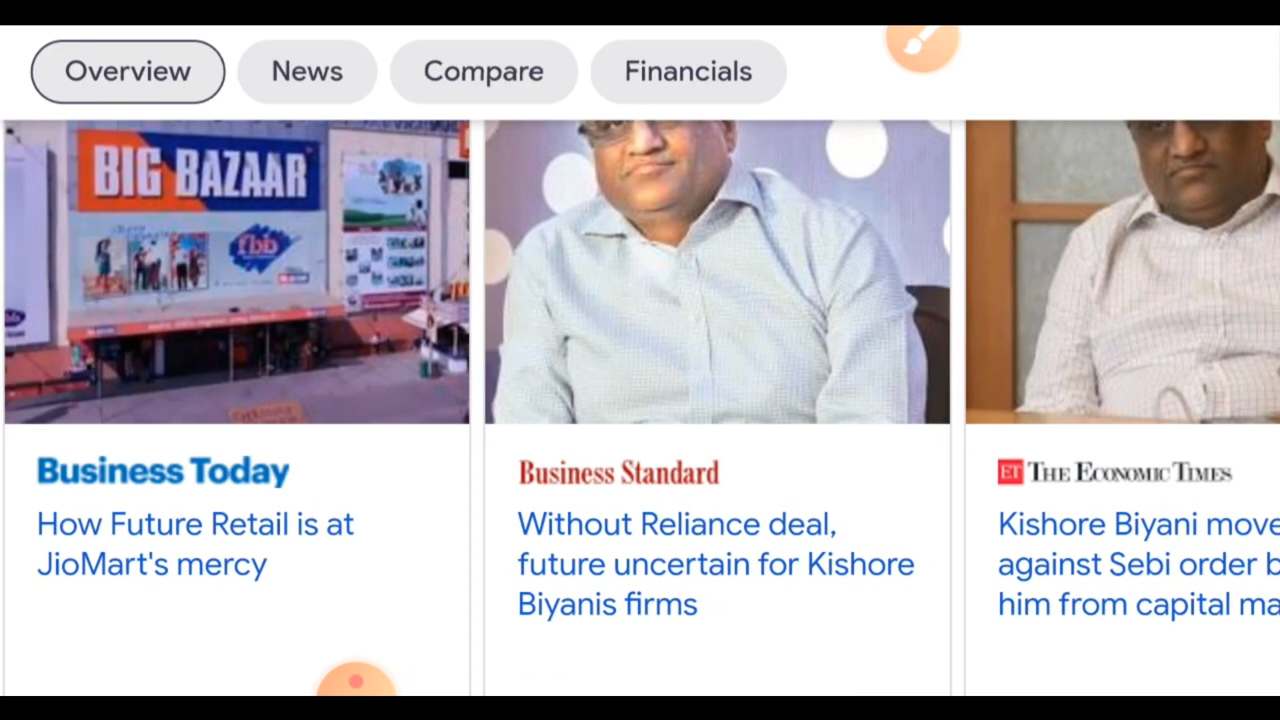 Overview
News
Compare
Financials
BIG BAZAAR
fbb
Business Today
How Future Retail is at
JioMart's mercy
Business Standard
Without Reliance deal,
future uncertain for Kishore
Biyanis firms
ET THE ECONOMIC TIMES
Kishore Biyani move
against Sebi order b
him from capital ma